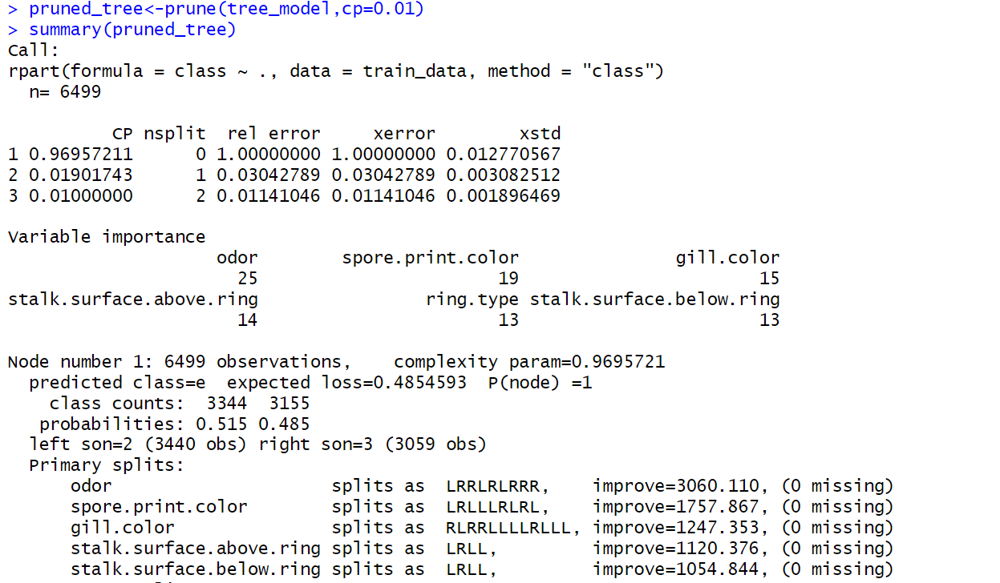 > pruned_tree<-prune(tree_model,cp=0.01)
> summary(pruned_tree)
Call:
rpart(formula = class ~ ., data = train_data, method = "class")
  n= 6499

          CP nsplit  rel error     xerror        xstd
1 0.96957211      0 1.00000000 1.00000000 0.012770567
2 0.01901743      1 0.03042789 0.03042789 0.003082512
3 0.01000000      2 0.01141046 0.01141046 0.001896469

Variable importance
                    odor        spore.print.color               gill.color
                      25                       19                       15
stalk.surface.above.ring                ring.type stalk.surface.below.ring
                      14                       13                       13

Node number 1: 6499 observations,    complexity param=0.9695721
  predicted class=e  expected loss=0.4854593  P(node) =1
    class counts:  3344  3155
   probabilities: 0.515 0.485
  left son=2 (3440 obs) right son=3 (3059 obs)
  Primary splits:
      odor                     splits as  LRRLRLRRR,    improve=3060.110, (0 missing)
      spore.print.color        splits as  LRLLLRLRL,    improve=1757.867, (0 missing)
      gill.color               splits as  RLRRLLLLRLLL, improve=1247.353, (0 missing)
      stalk.surface.above.ring splits as  LRLL,         improve=1120.376, (0 missing)
      stalk.surface.below.ring splits as  LRLL,         improve=1054.844, (0 missing)